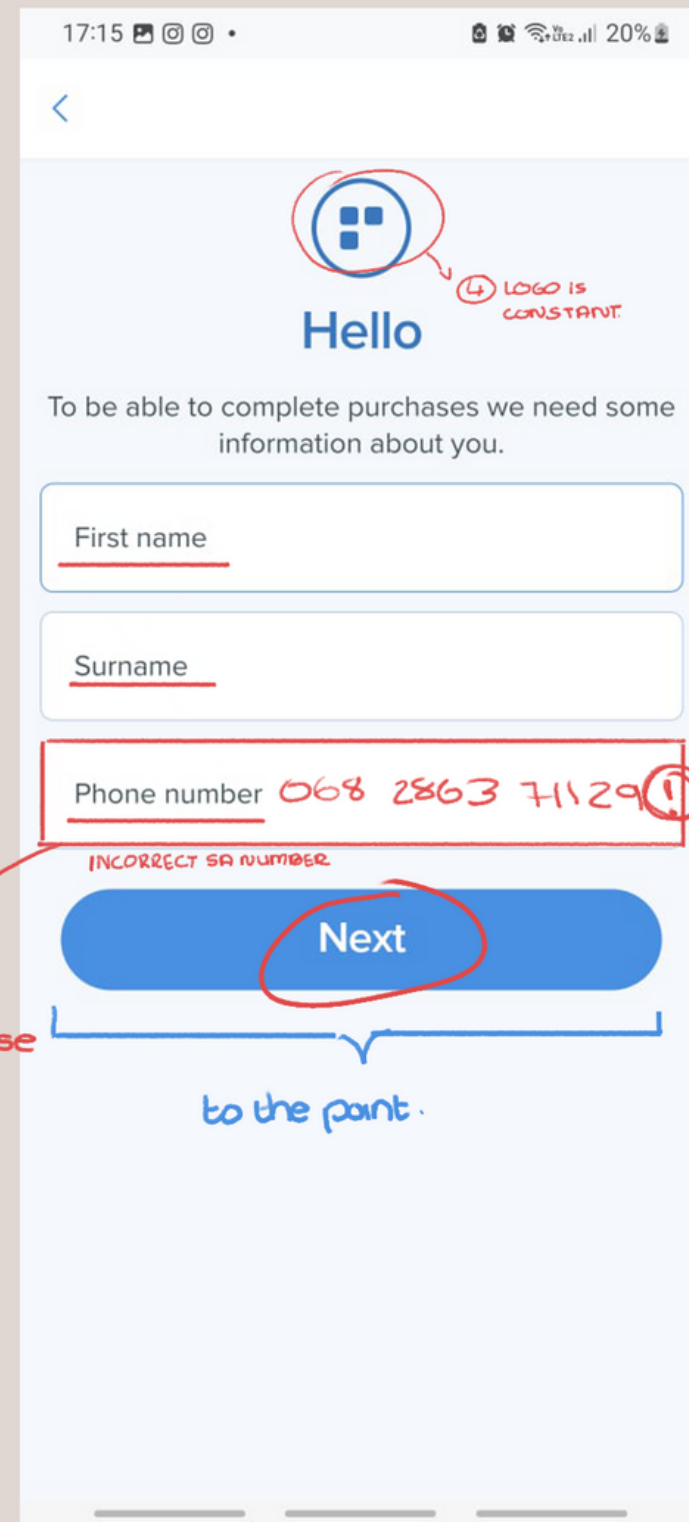 17:15
20%
④ LOGO IS
CONSTANT.
Hello
To be able to complete purchases we need some
information about you.
First name
Surname
Phone number 068 2863 71129 !
INCORRECT SA NUMBER
Next
se
to the point.